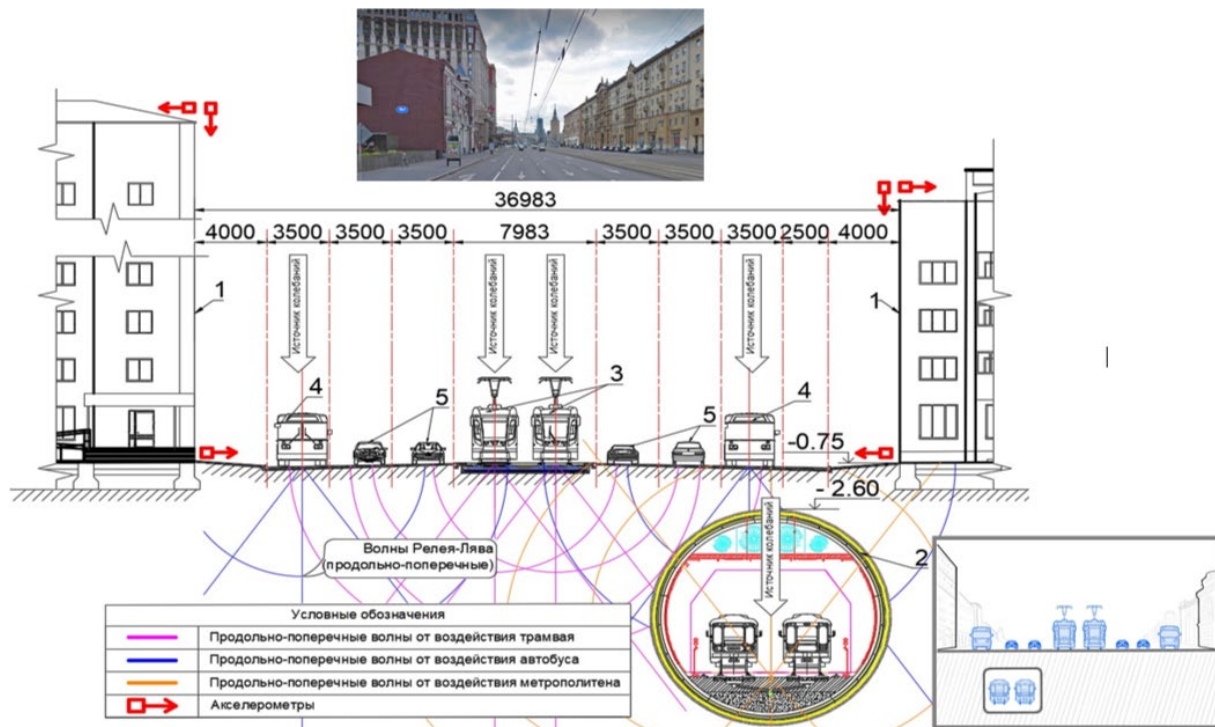 36983
4000 3500 3500 3500 7983 3500 3500 3500 2500 4000
Источник колебаний
Источник колебаний
Источник колебаний
Источник колебаний
1
1
4
5
3
5
4
-0.75
- 2.60
Источник колебаний
2
Волны Релея-Лява
(продольно-поперечные)
Условные обозначения
Продольно-поперечные волны от воздействия трамвая
Продольно-поперечные волны от воздействия автобуса
Продольно-поперечные волны от воздействия метрополитена
Акселерометры